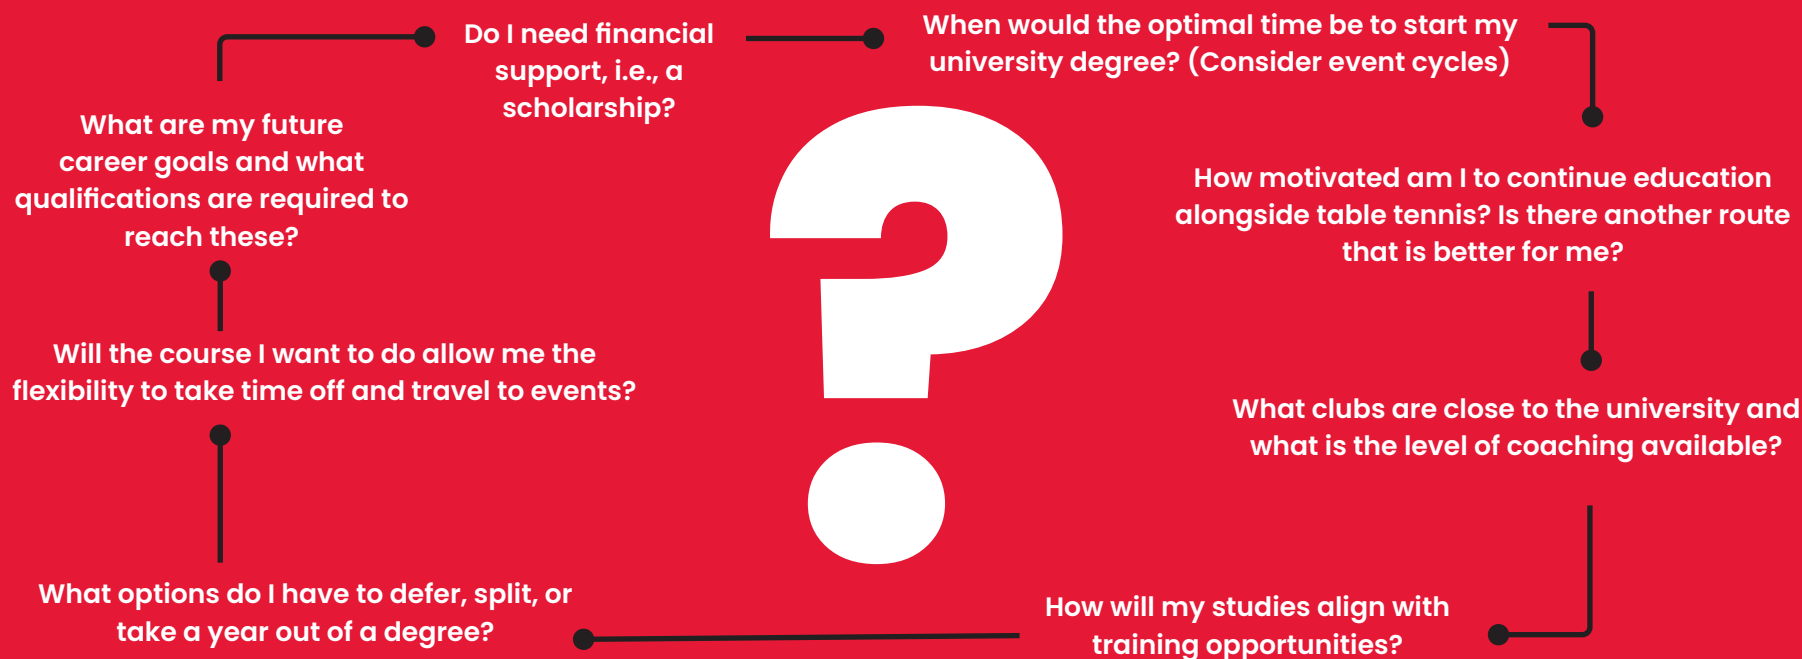 Do I need financial
support, i.e., a
scholarship?
When would the optimal time be to start my
university degree? (Consider event cycles)
How motivated am I to continue education
alongside table tennis? Is there another route
that is better for me?
What clubs are close to the university and
what is the level of coaching available?
How will my studies align with
training opportunities?
What options do I have to defer, split, or
take a year out of a degree?
Will the course I want to do allow me the
flexibility to take time off and travel to events?
What are my future
career goals and what
qualifications are required to
reach these?
?